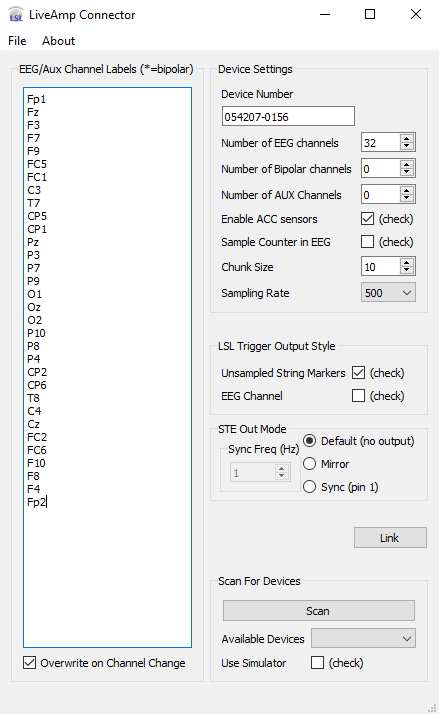 LSL LiveAmp Connector
File About
EEG/Aux Channel Labels (*=bipolar)
Fp1
Fz
F3
F7
F9
FC5
FC1
C3
T7
CP5
CP1
Pz
P3
P7
P9
O1
Oz
O2
P10
P8
P4
CP2
CP6
T8
C4
Cz
FC2
FC6
F10
F8
F4
Fp2
Overwrite on Channel Change
Device Settings
Device Number
054207-0156
Number of EEG channels 32
Number of Bipolar channels 0
Number of AUX Channels 0
Enable ACC sensors (check)
Sample Counter in EEG (check)
Chunk Size 10
Sampling Rate 500
LSL Trigger Output Style
Unsampled String Markers (check)
EEG Channel (check)
STE Out Mode
Sync Freq (Hz)
1
Default (no output)
Mirror
Sync (pin 1)
Link
Scan For Devices
Scan
Available Devices
Use Simulator (check)